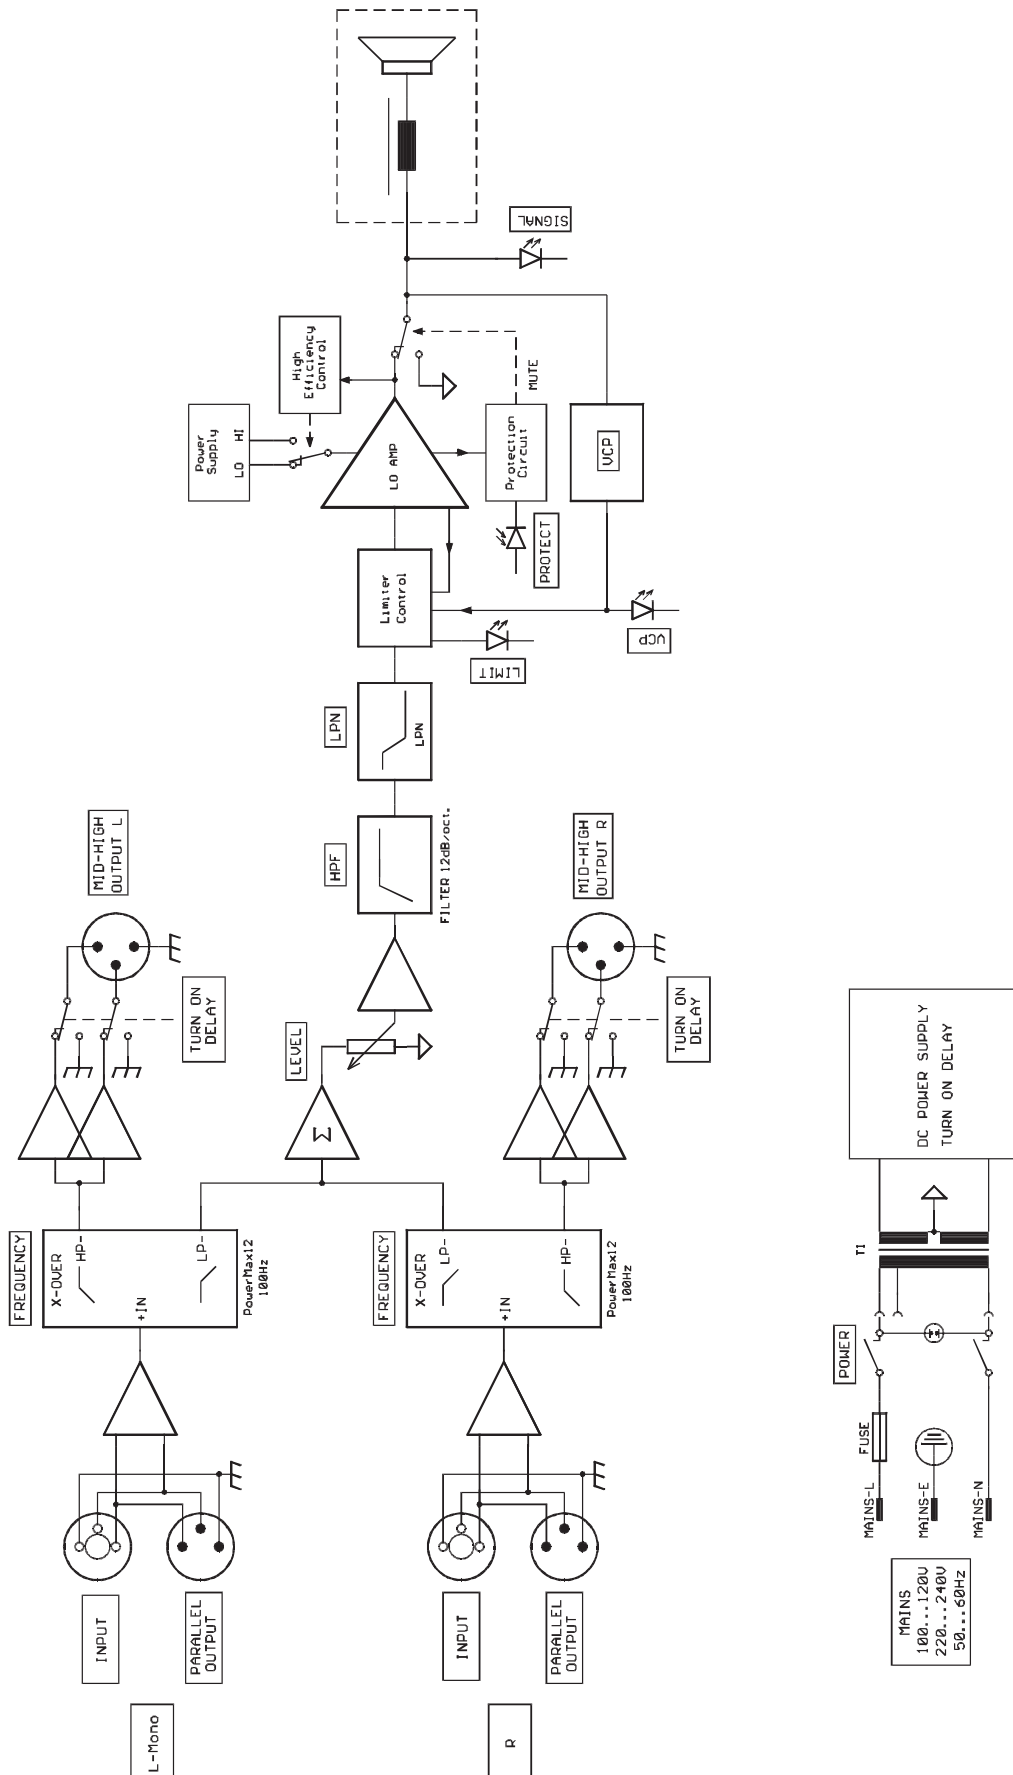 L-Mono
INPUT
PARALLEL
OUTPUT
FREQUENCY
X-OVER
HP-
LP-
+IN
PowerMax12
100Hz
TURN ON
DELAY
MID-HIGH
OUTPUT L
R
INPUT
PARALLEL
OUTPUT
FREQUENCY
X-OVER
LP-
HP-
+IN
PowerMax12
100Hz
TURN ON
DELAY
MID-HIGH
OUTPUT R
Σ
LEVEL
HPF
FILTER 12dB/oct.
LPN
LPN
Limiter
Control
LIMIT
VCP
VCP
LO AMP
Power
Supply
LO
HI
High
Efficiency
Control
Protection
Circuit
PROTECT
MUTE
SIGNAL
MAINS
100...120V
220...240V
50...60Hz
MAINS-L
MAINS-E
MAINS-N
FUSE
POWER
T1
DC POWER SUPPLY
TURN ON DELAY